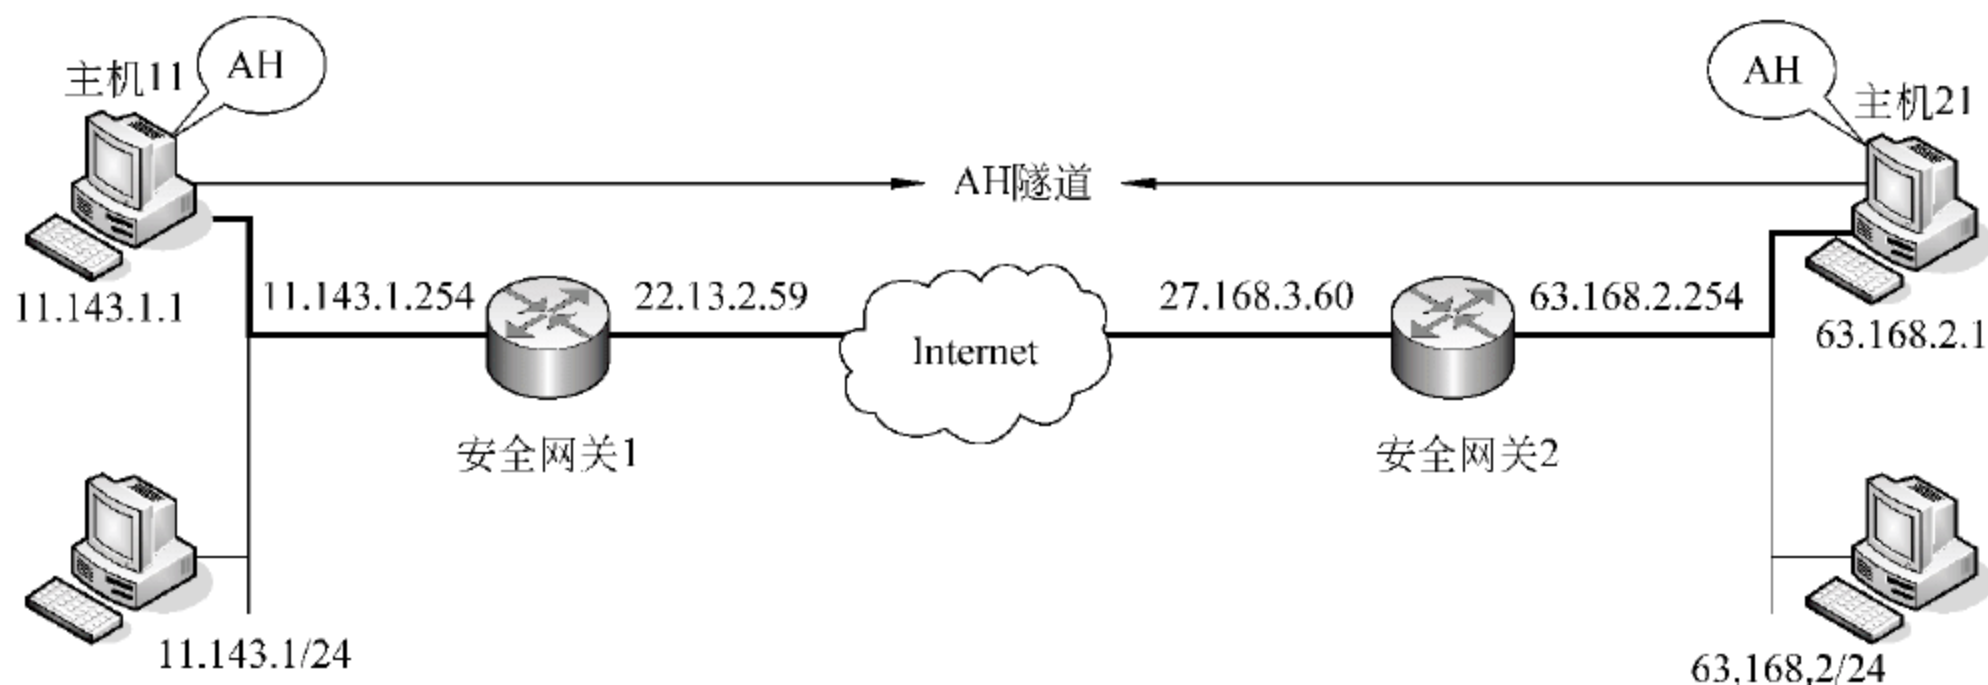 主机11
AH
AH
主机21
AH隧道
11.143.1.1
11.143.1.254
22.13.2.59
Internet
27.168.3.60
63.168.2.254
63.168.2.1
安全网关1
安全网关2
11.143.1/24
63,168,2/24